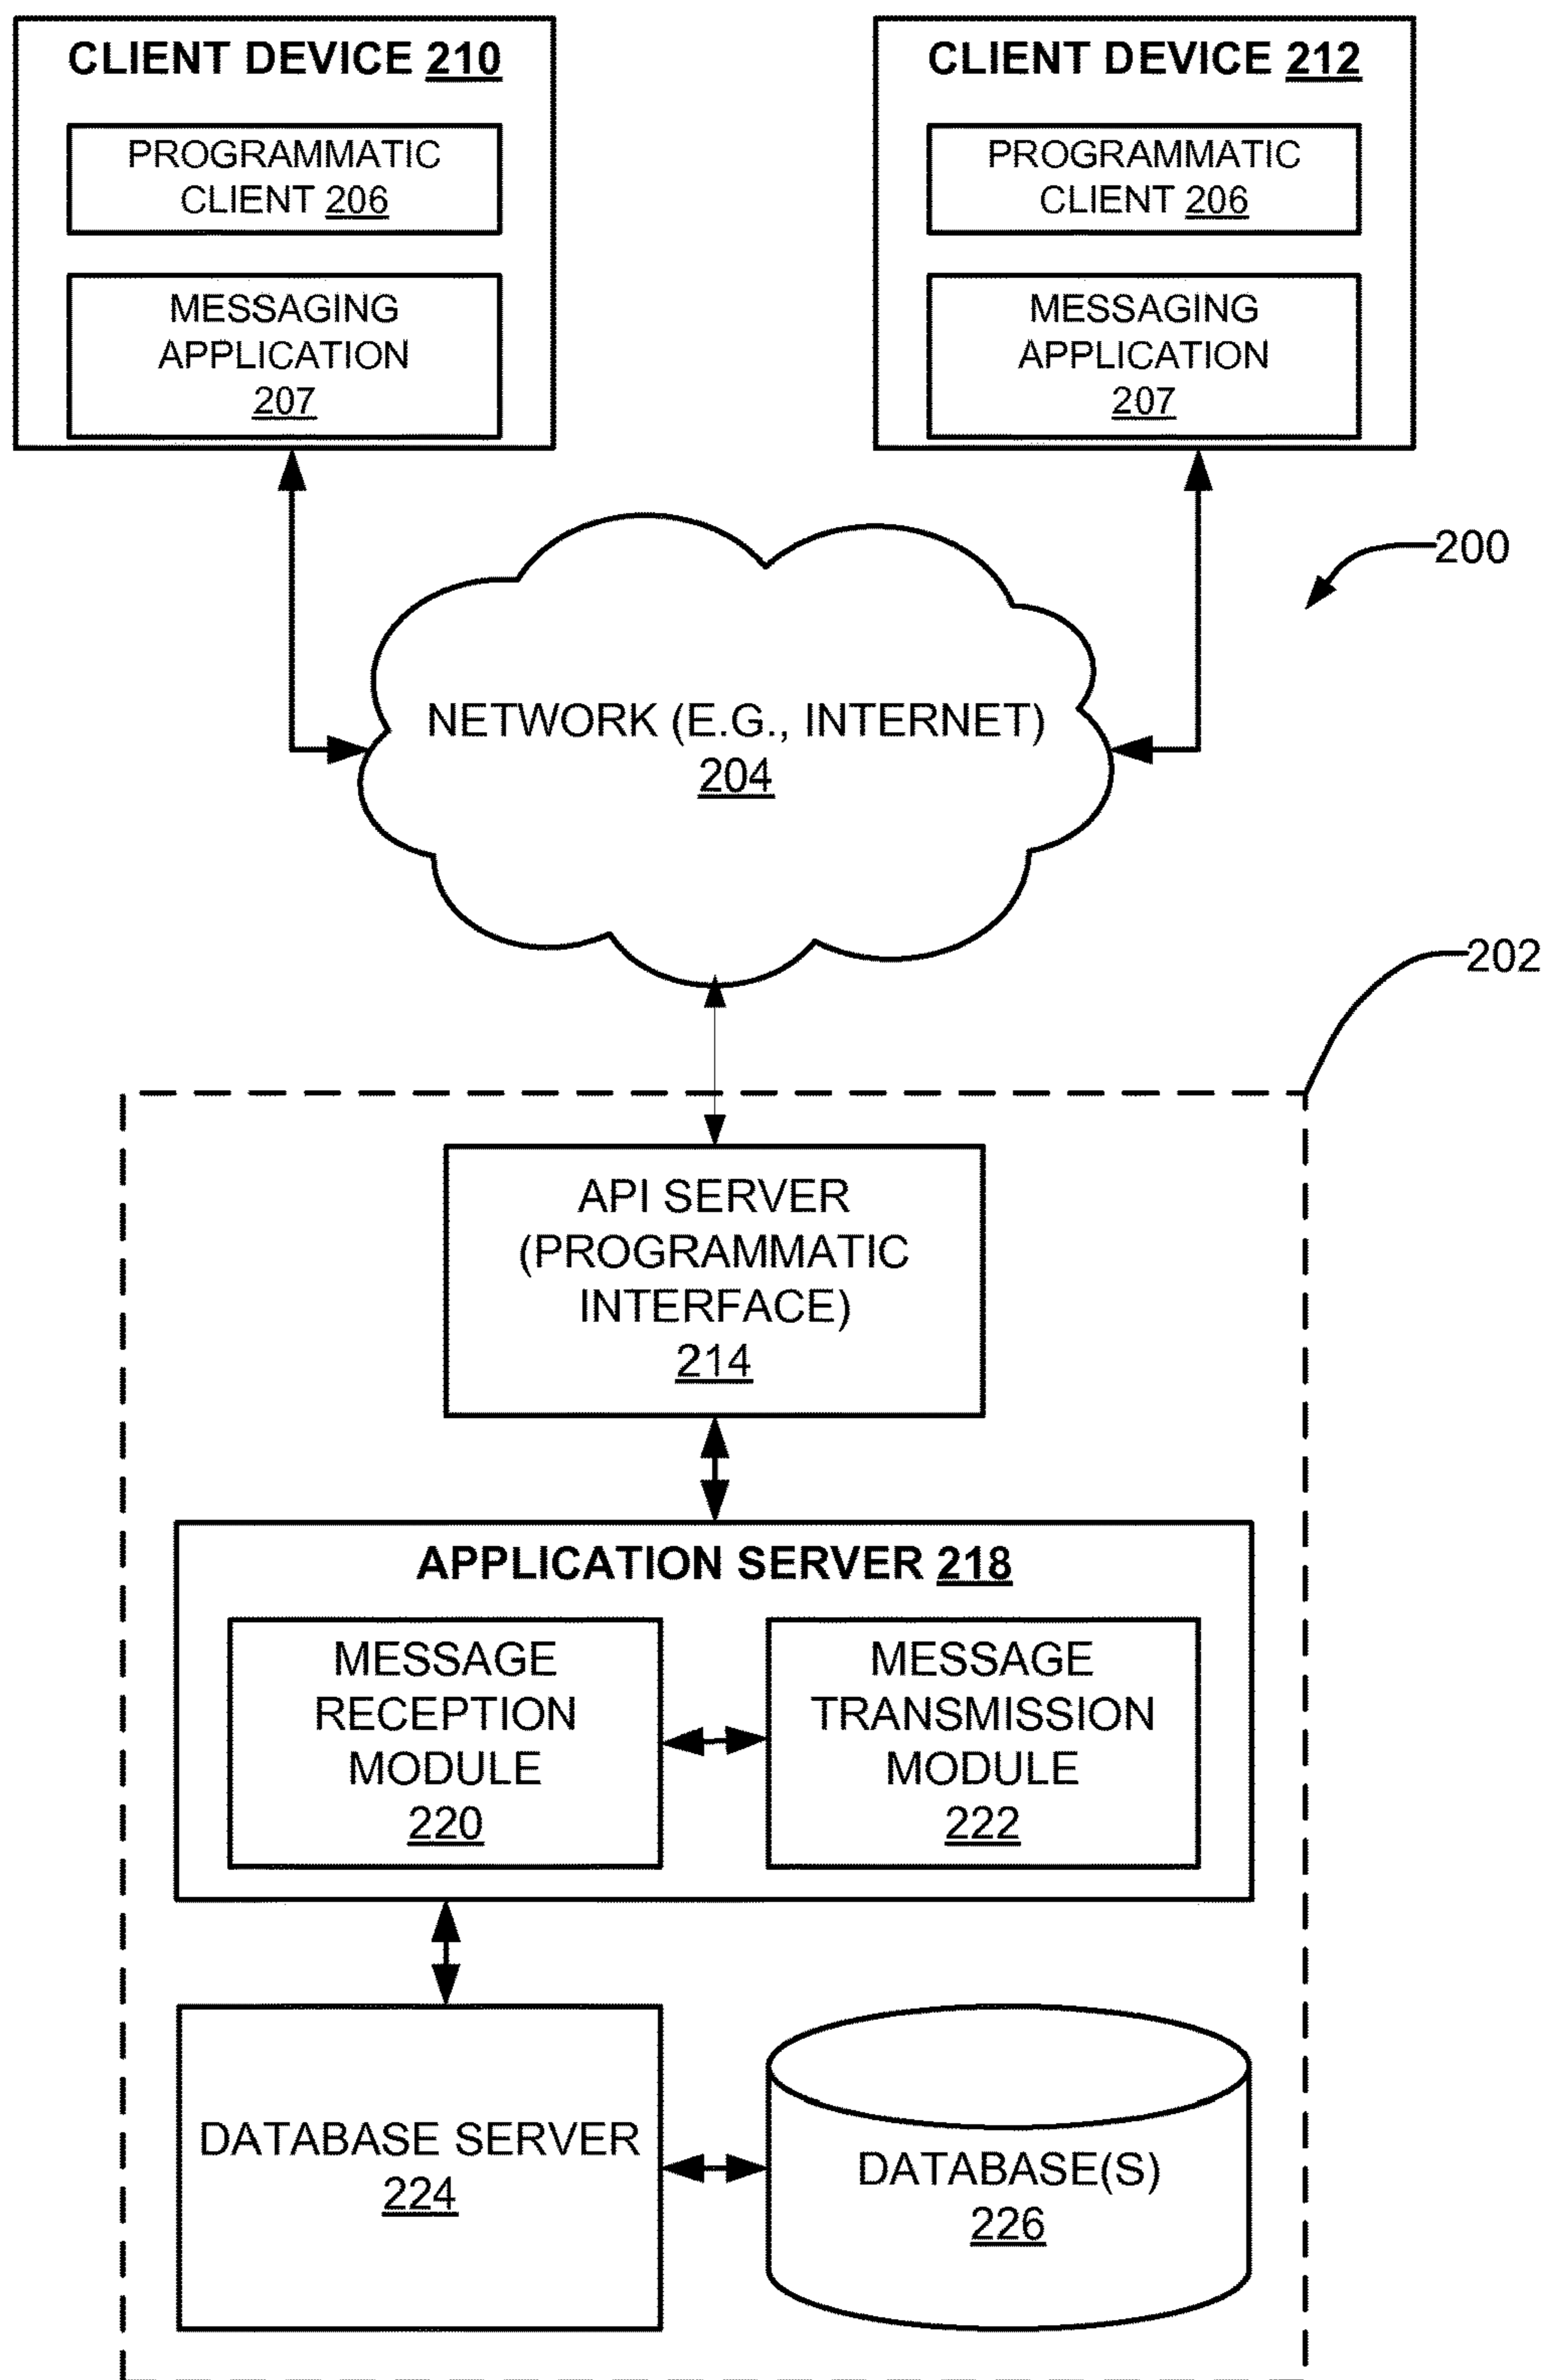 CLIENT DEVICE 210
PROGRAMMATIC
CLIENT 206
MESSAGING
APPLICATION
207
CLIENT DEVICE 212
PROGRAMMATIC
CLIENT 206
MESSAGING
APPLICATION
207
200
NETWORK (E.G., INTERNET)
204
202
API SERVER
(PROGRAMMATIC
INTERFACE)
214
APPLICATION SERVER 218
MESSAGE
RECEPTION
MODULE
220
MESSAGE
TRANSMISSION
MODULE
222
DATABASE SERVER
224
DATABASE(S)
226